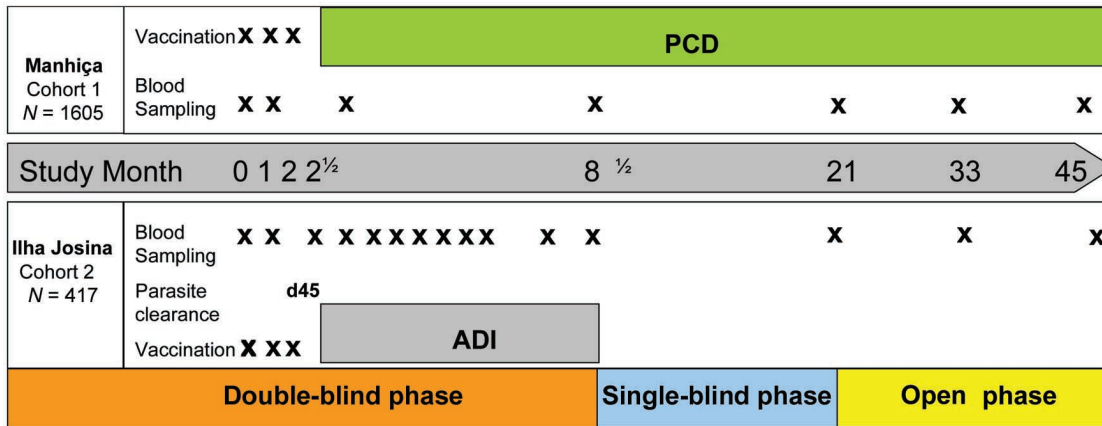 Manhiça
Cohort 1
N = 1605
Vaccination x x x
PCD
Blood
Sampling x x x x x x x
Study Month 0 1 2 2½ 8 ½ 21 33 45
Ilha Josina
Cohort 2
N = 417
Blood
Sampling x x x x x x x x x x x x x x
Parasite
clearance
d45
Vaccination x x x
ADI
Double-blind phase
Single-blind phase
Open phase